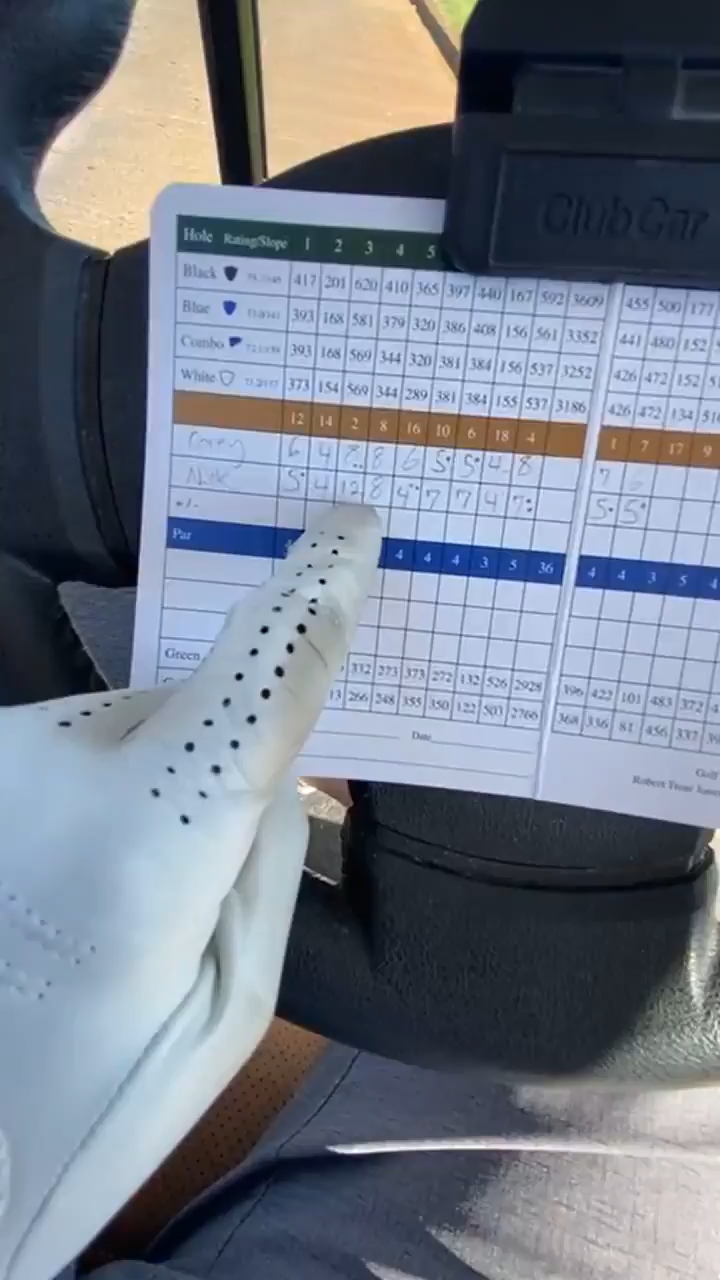 Club Car
Hole Rating/Slope 1 2 3 4 5
Black 417 201 620 410 365 397 440 167 592 3609 455 500 177
Blue 393 168 581 379 320 386 408 156 561 3352 441 480 152
Combo 393 168 569 344 320 381 384 156 537 3252 426 472 152
White 373 154 569 344 289 381 384 155 537 3186 426 472 134
12 14 2 8 16 10 6 18 4 1 7 17 9
6 4 8 6 5 5 4 8 7 6
5 4 12 8 4 7 7 4 7 5 5
+/-
Par 4 4 4 3 5 36 4 4 3 5 4
Green 332 273 373 272 132 526 2928 396 422 101 483 372
266 248 355 350 122 503 2766 368 336 81 456 337
Date
Golf
Robert Trent